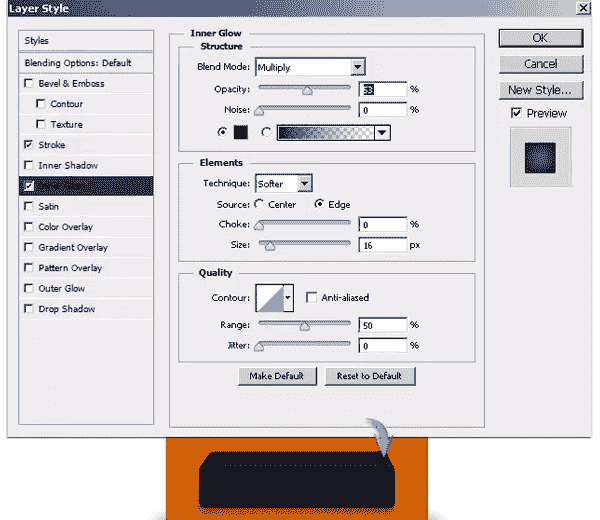 Layer Style
Styles
Blending Options: Default
Bevel & Emboss
Contour
Texture
Stroke
Inner Shadow
Inner Glow
Satin
Color Overlay
Gradient Overlay
Pattern Overlay
Outer Glow
Drop Shadow
Inner Glow
Structure
Blend Mode: Multiply
Opacity: 53 %
Noise: 0 %
Elements
Technique: Softer
Source: Center Edge
Choke: 0 %
Size: 16 px
Quality
Contour: Anti-aliased
Range: 50 %
Jitter: 0 %
Make Default Reset to Default
OK
Cancel
New Style...
Preview